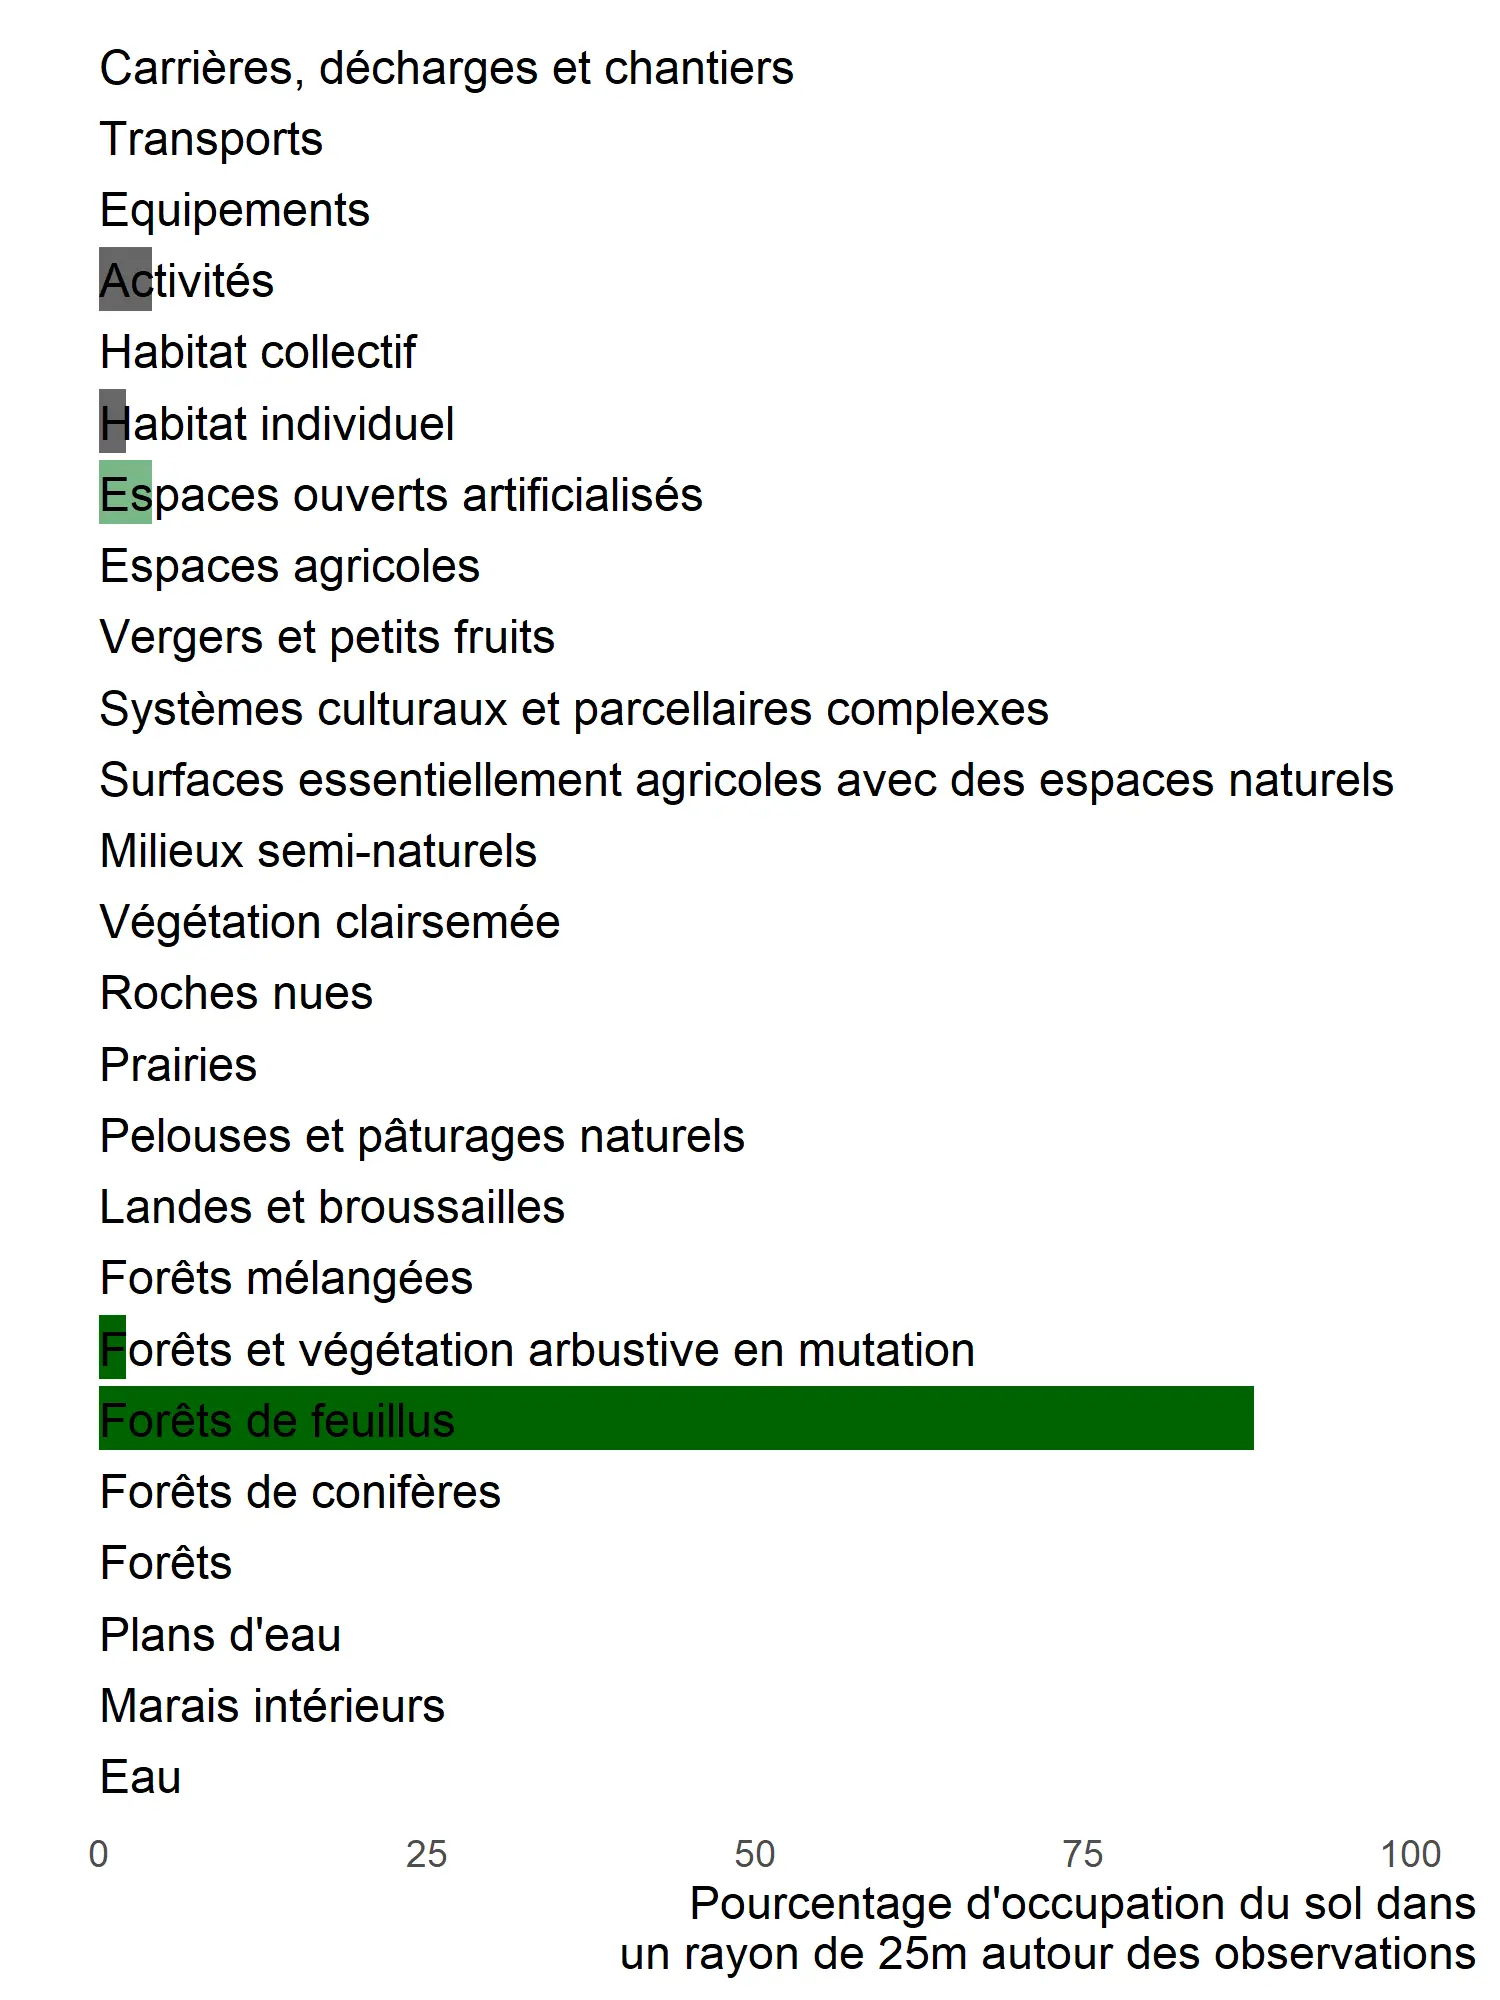 Carrières, décharges et chantiers
Transports
Equipements
Activités
Habitat collectif
Habitat individuel
Espaces ouverts artificialisés
Espaces agricoles
Vergers et petits fruits
Systèmes culturaux et parcellaires complexes
Surfaces essentiellement agricoles avec des espaces naturels
Milieux semi-naturels
Végétation clairsemée
Roches nues
Prairies
Pelouses et pâturages naturels
Landes et broussailles
Forêts mélangées
Forêts et végétation arbustive en mutation
Forêts de feuillus
Forêts de conifères
Forêts
Plans d'eau
Marais intérieurs
Eau
0 25 50 75 100
Pourcentage d'occupation du sol dans
un rayon de 25m autour des observations